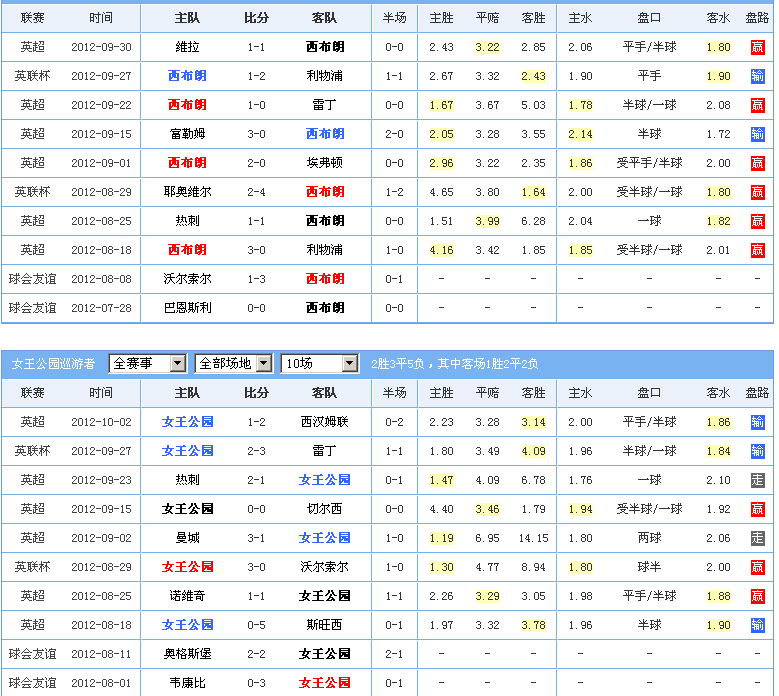 联赛 时间 主队 比分 客队 半场 主胜 平赔 客胜 主水 盘口 客水 盘路
英超 2012-09-30 维拉 1-1 西布朗 0-0 2.43 3.22 2.85 2.06 平手/半球 1.80 赢
英联杯 2012-09-27 西布朗 1-2 利物浦 1-1 2.67 3.32 2.43 1.90 平手 1.90 输
英超 2012-09-22 西布朗 1-0 雷丁 0-0 1.67 3.67 5.03 1.78 半球/一球 2.08 赢
英超 2012-09-15 富勒姆 3-0 西布朗 2-0 2.05 3.28 3.55 2.14 半球 1.72 输
英超 2012-09-01 西布朗 2-0 埃弗顿 0-0 2.96 3.22 2.35 1.86 受平手/半球 2.00 赢
英联杯 2012-08-29 耶奥维尔 2-4 西布朗 1-2 4.65 3.80 1.64 2.00 受半球/一球 1.80 赢
英超 2012-08-25 热刺 1-1 西布朗 0-0 1.51 3.99 6.28 2.04 一球 1.82 赢
英超 2012-08-18 西布朗 3-0 利物浦 1-0 4.16 3.42 1.85 1.85 受半球/一球 2.01 赢
球会友谊 2012-08-08 沃尔索尔 1-3 西布朗 0-1 - - - - - - -
球会友谊 2012-07-28 巴恩斯利 0-0 西布朗 0-0 - - - - - - -
女王公园巡游者 全赛事 全部场地 10场 2胜3平5负，其中客场1胜2平2负
联赛 时间 主队 比分 客队 半场 主胜 平赔 客胜 主水 盘口 客水 盘路
英超 2012-10-02 女王公园 1-2 西汉姆联 0-2 2.23 3.28 3.14 2.00 平手/半球 1.86 输
英联杯 2012-09-27 女王公园 2-3 雷丁 1-1 1.80 3.49 4.09 1.96 半球/一球 1.84 输
英超 2012-09-23 热刺 2-1 女王公园 0-1 1.47 4.09 6.78 1.76 一球 2.10 走
英超 2012-09-15 女王公园 0-0 切尔西 0-0 4.40 3.46 1.79 1.94 受半球/一球 1.92 赢
英超 2012-09-02 曼城 3-1 女王公园 1-0 1.19 6.95 14.15 1.80 两球 2.06 走
英联杯 2012-08-29 女王公园 3-0 沃尔索尔 1-0 1.30 4.77 8.94 1.80 球半 2.00 赢
英超 2012-08-25 诺维奇 1-1 女王公园 1-1 2.26 3.29 3.05 1.98 平手/半球 1.88 赢
英超 2012-08-18 女王公园 0-5 斯旺西 0-1 1.97 3.32 3.78 1.96 半球 1.90 输
球会友谊 2012-08-11 奥格斯堡 2-2 女王公园 2-1 - - - - - - -
球会友谊 2012-08-01 韦康比 0-3 女王公园 0-1 - - - - - - -